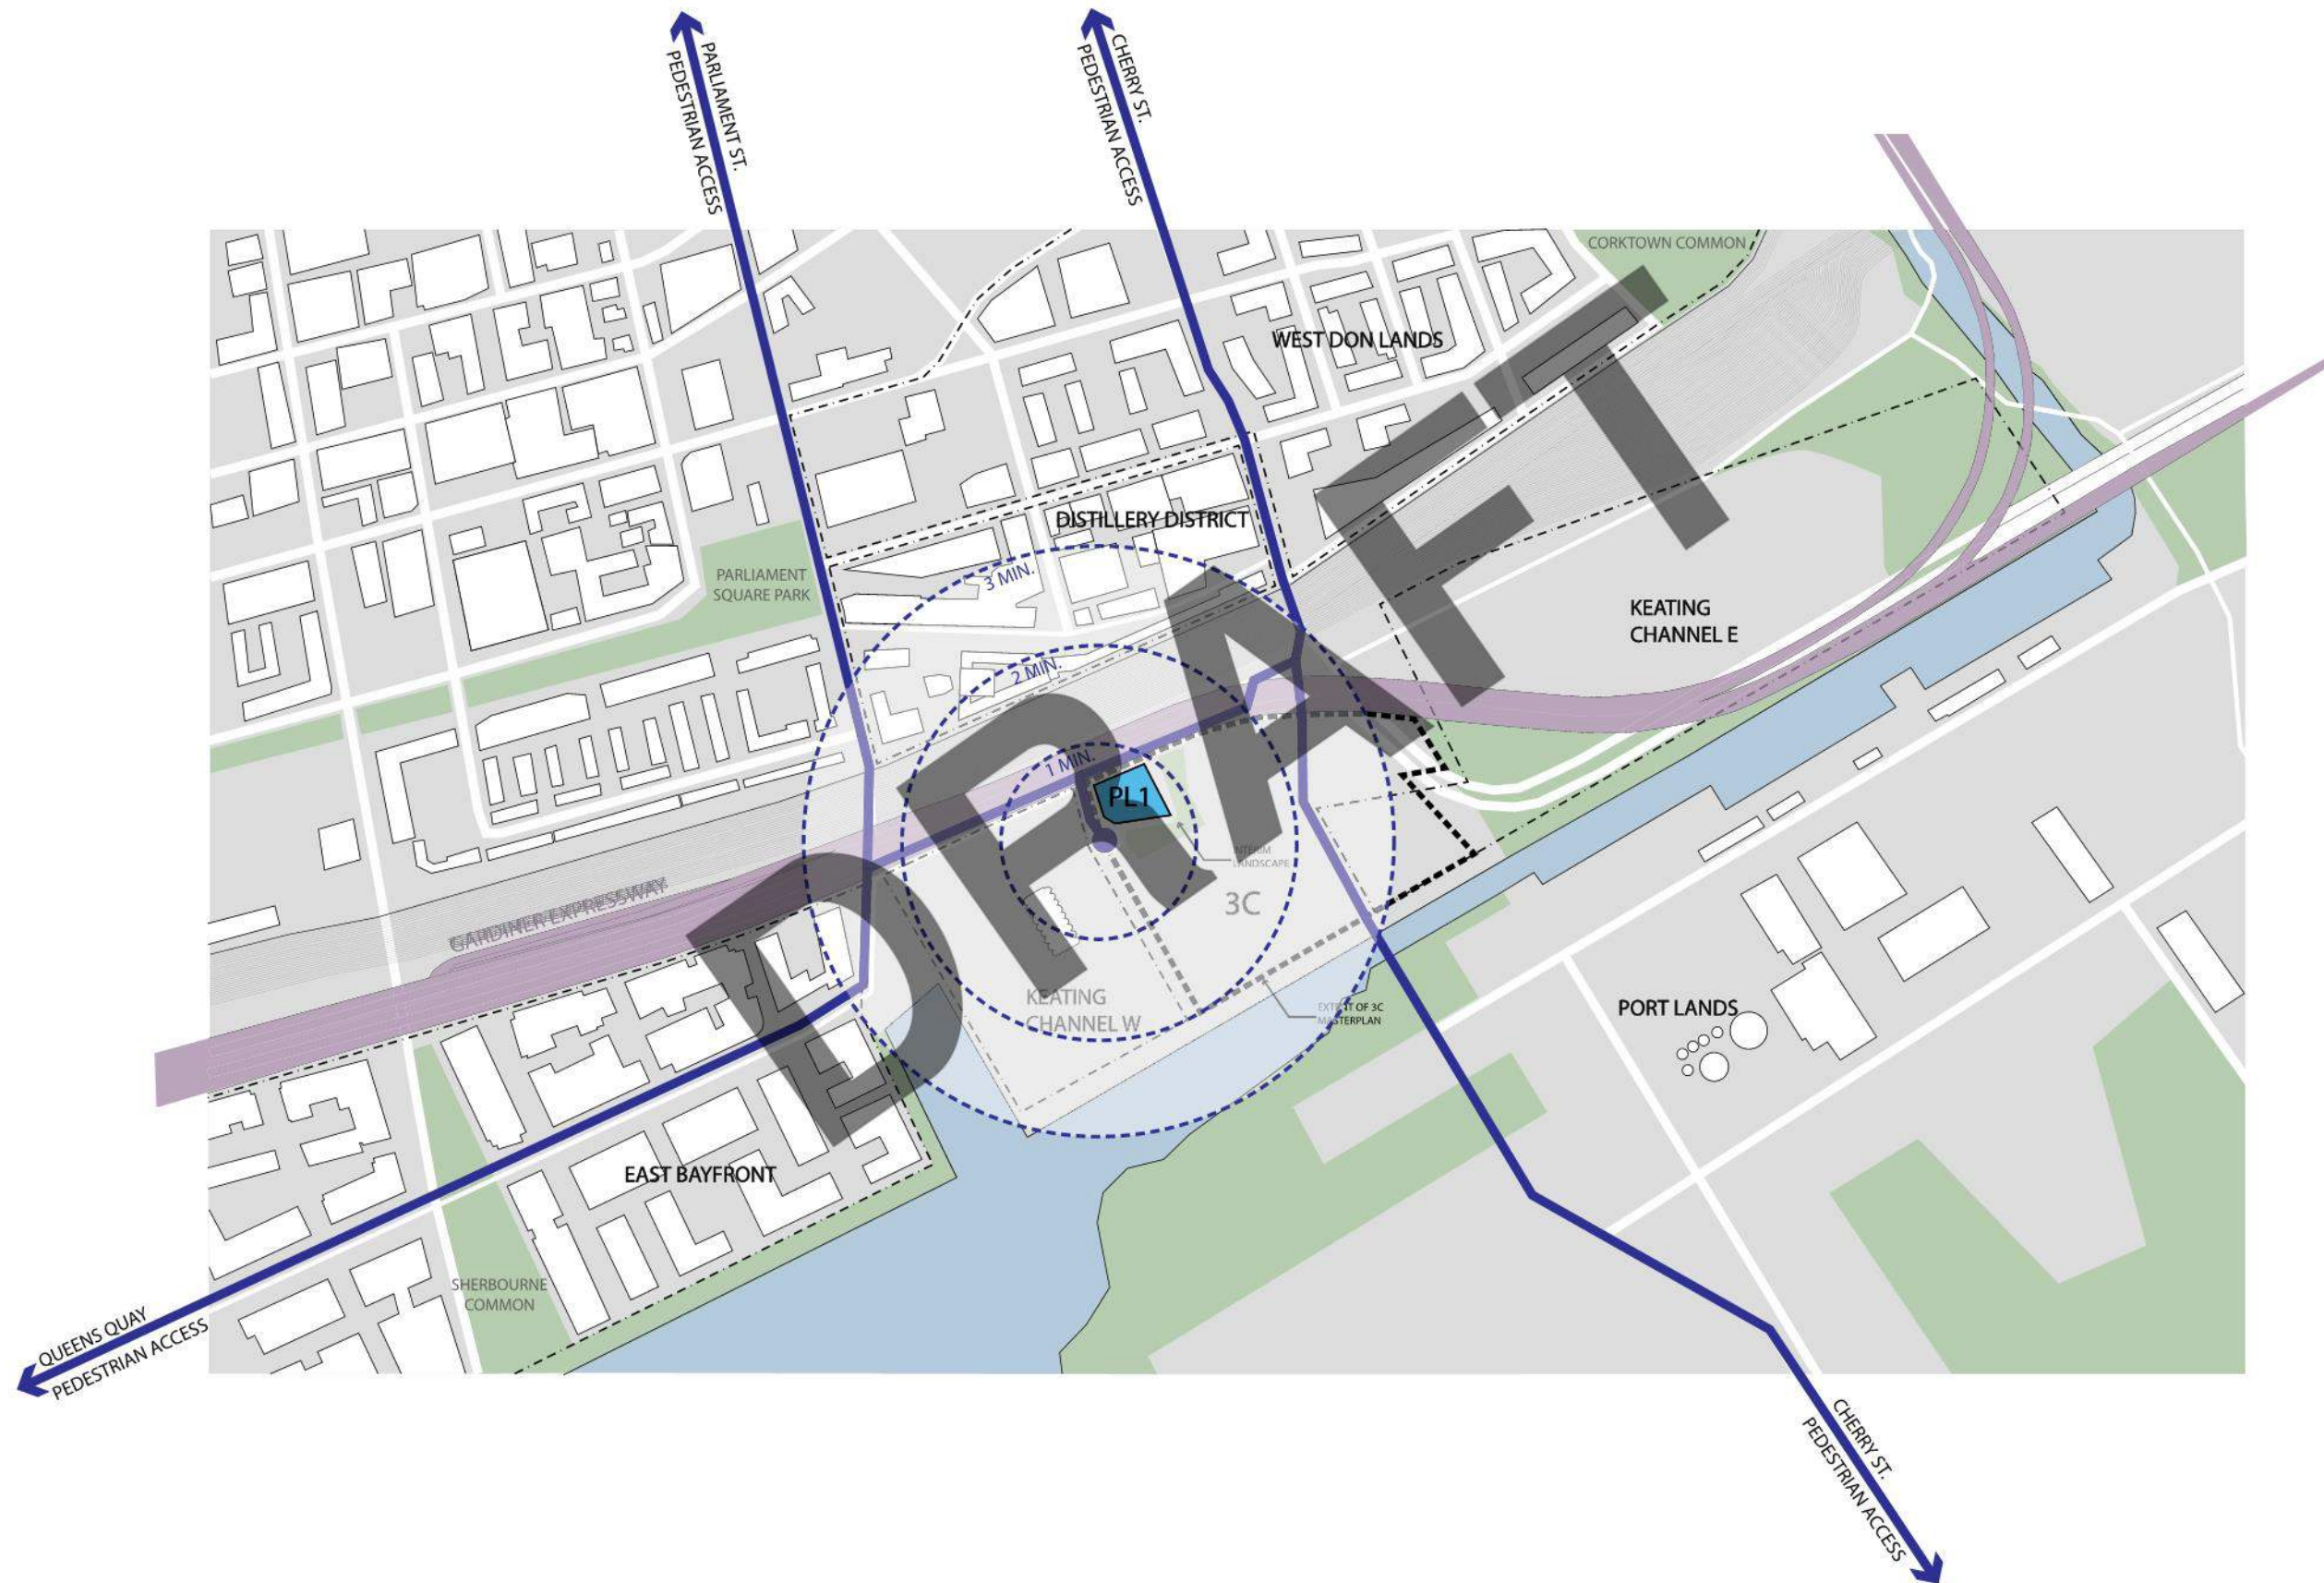 PARLIAMENT ST.
PEDESTRIAN ACCESS
CHERRY ST.
PEDESTRIAN ACCESS
CORKTOWN COMMON
WEST DON LANDS
DISTILLERY DISTRICT
3 MIN.
PARLIAMENT
SQUARE PARK
KEATING
CHANNEL E
2 MIN.
1 MIN.
PL1
INTERIM
LANDSCAPE
3C
GARDINER EXPRESSWAY
KEATING
CHANNEL W
EXTENT OF 3C
MASTERPLAN
PORT LANDS
EAST BAYFRONT
SHERBOURNE
COMMON
QUEENS QUAY
PEDESTRIAN ACCESS
CHERRY ST.
PEDESTRIAN ACCESS
DRAFT